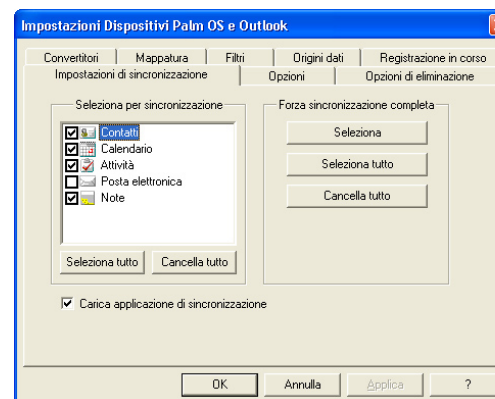 Impostazioni Dispositivi Palm OS e Outlook
Convertitori Mappatura Filtri Origini dati Registrazione in corso
Impostazioni di sincronizzazione Opzioni Opzioni di eliminazione
Seleziona per sincronizzazione
Contatti
Calendario
Attività
Posta elettronica
Note
Seleziona tutto Cancella tutto
Forza sincronizzazione completa
Seleziona
Seleziona tutto
Cancella tutto
Carica applicazione di sincronizzazione
OK Annulla Applica ?